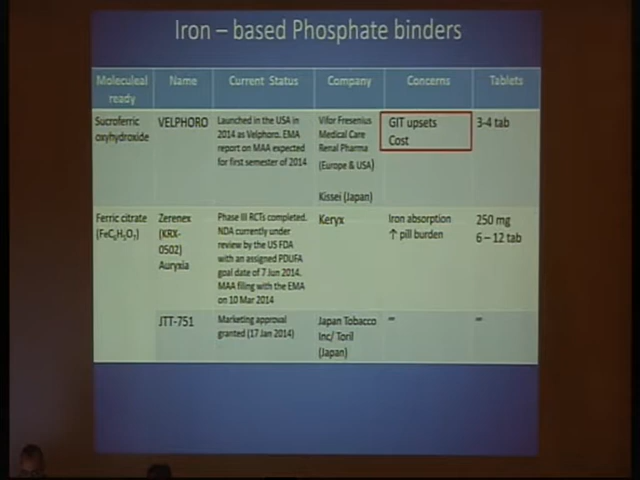 Iron – based Phosphate binders
Moleculeal
ready
Name
Current Status
Company
Concerns
Tablets
Sucroferric
oxyhydroxide
VELPHORO
Launched in the USA in
2014 as Velphoro. EMA
report on MAA expected
for first semester of 2014
Vifor Fresenius
Medical Care
Renal Pharma
(Europe & USA)
Kissei (Japan)
GIT upsets
Cost
3-4 tab
Ferric citrate
(FeC₆H₅O₇)
Zerenex
(KRX-
0502)
Auryxia
Phase III RCTs completed.
NDA currently under
review by the US FDA
with an assigned PDUFA
goal date of 7 Jun 2014.
MAA filing with the EMA
on 10 Mar 2014
Keryx
Iron absorption
↑ pill burden
250 mg
6 – 12 tab
JTT-751
Marketing approval
granted (17 Jan 2014)
Japan Tobacco
Inc/ Torii
(Japan)